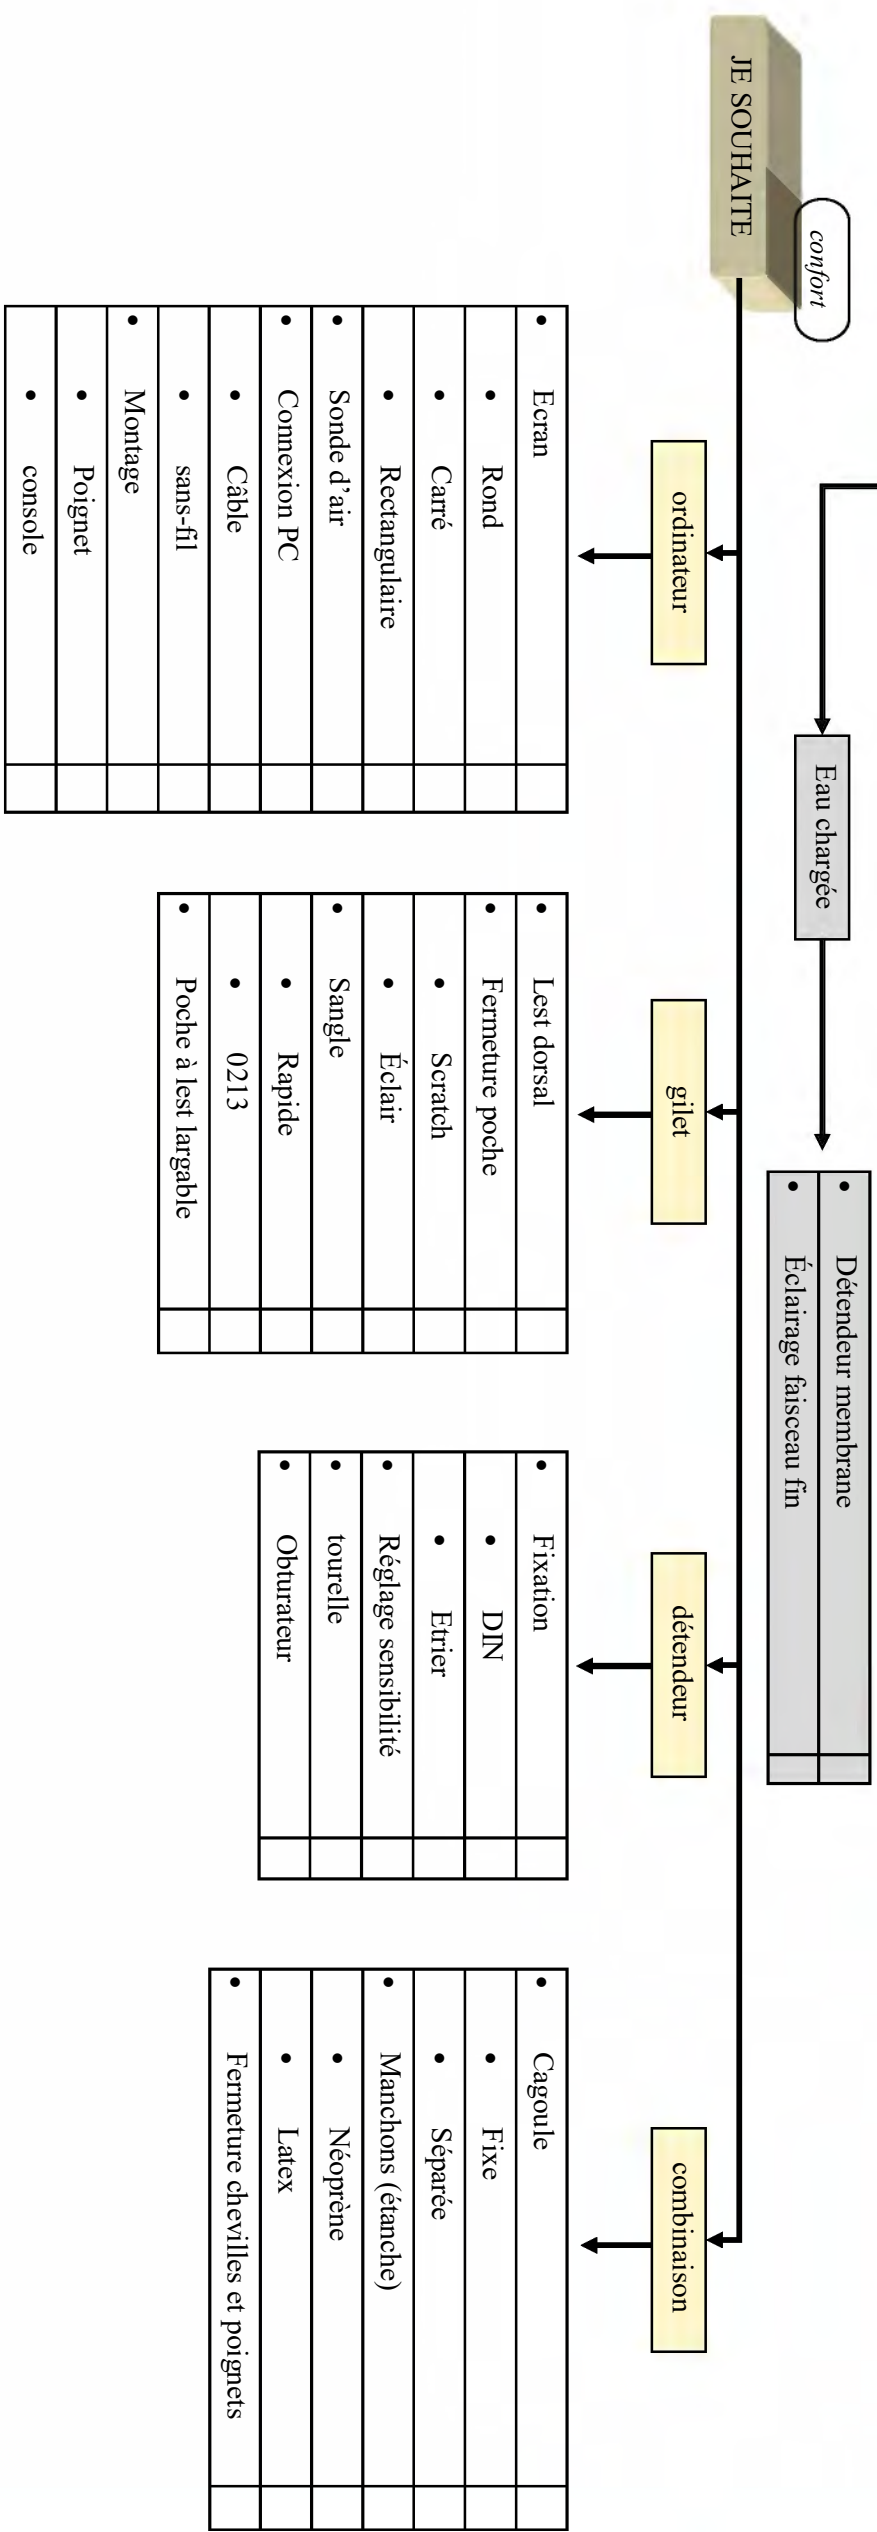 Eau chargée
• Détendeur membrane
• Éclairage faisceau fin
confort
JE SOUHAITE
ordinateur
• Ecran
• Rond
• Carré
• Rectangulaire
• Sonde d'air
• Connexion PC
• Câble
• sans-fil
• Montage
• Poignet
• console
gilet
• Lest dorsal
• Fermeture poche
• Scratch
• Éclair
• Sangle
• Rapide
• 0213
• Poche à lest largable
détendeur
• Fixation
• DIN
• Etrier
• Réglage sensibilité
• tourelle
• Obturateur
combinaison
• Cagoule
• Fixe
• Séparée
• Manchons (étanche)
• Néoprène
• Latex
• Fermeture chevilles et poignets